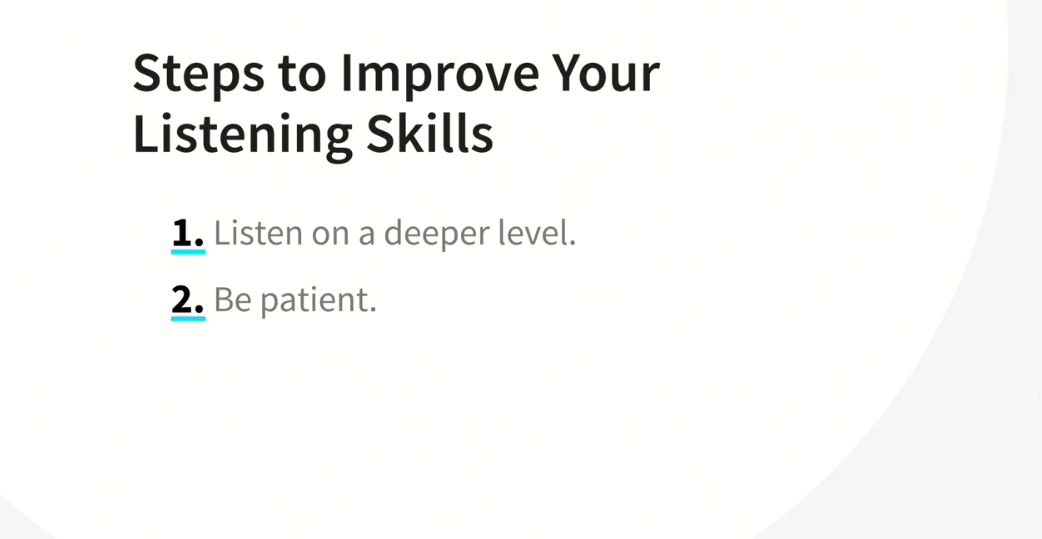 Steps to Improve Your
Listening Skills
1. Listen on a deeper level.
2. Be patient.